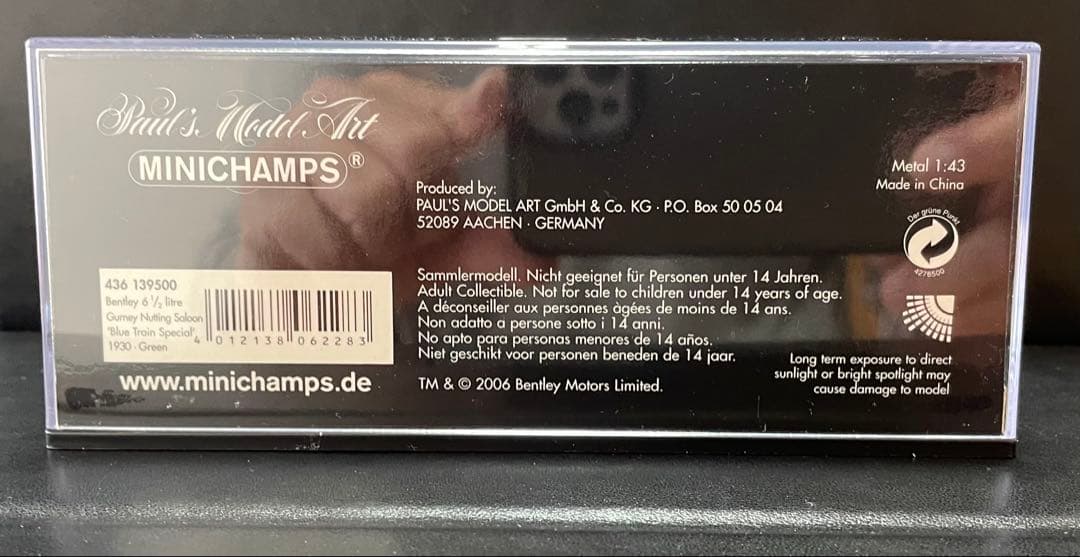 Paul's Model Art
MINICHAMPS®
Produced by:
PAUL'S MODEL ART GmbH & Co. KG · P.O. Box 50 05 04
52089 AACHEN · GERMANY
Metal 1:43
Made in China
Der grüne Punkt
4276500
436 139500
Bentley 6 ½ litre
Gurney Nutting Saloon
'Blue Train Special',
1930 · Green
4 012138 062283
www.minichamps.de
Sammlermodell. Nicht geeignet für Personen unter 14 Jahren.
Adult Collectible. Not for sale to children under 14 years of age.
A déconseiller aux personnes àgées de moins de 14 ans.
Non adatto a persone sotto i 14 anni.
No apto para personas menores de 14 años.
Niet geschikt voor personen beneden de 14 jaar.
TM & © 2006 Bentley Motors Limited.
Long term exposure to direct
sunlight or bright spotlight may
cause damage to model